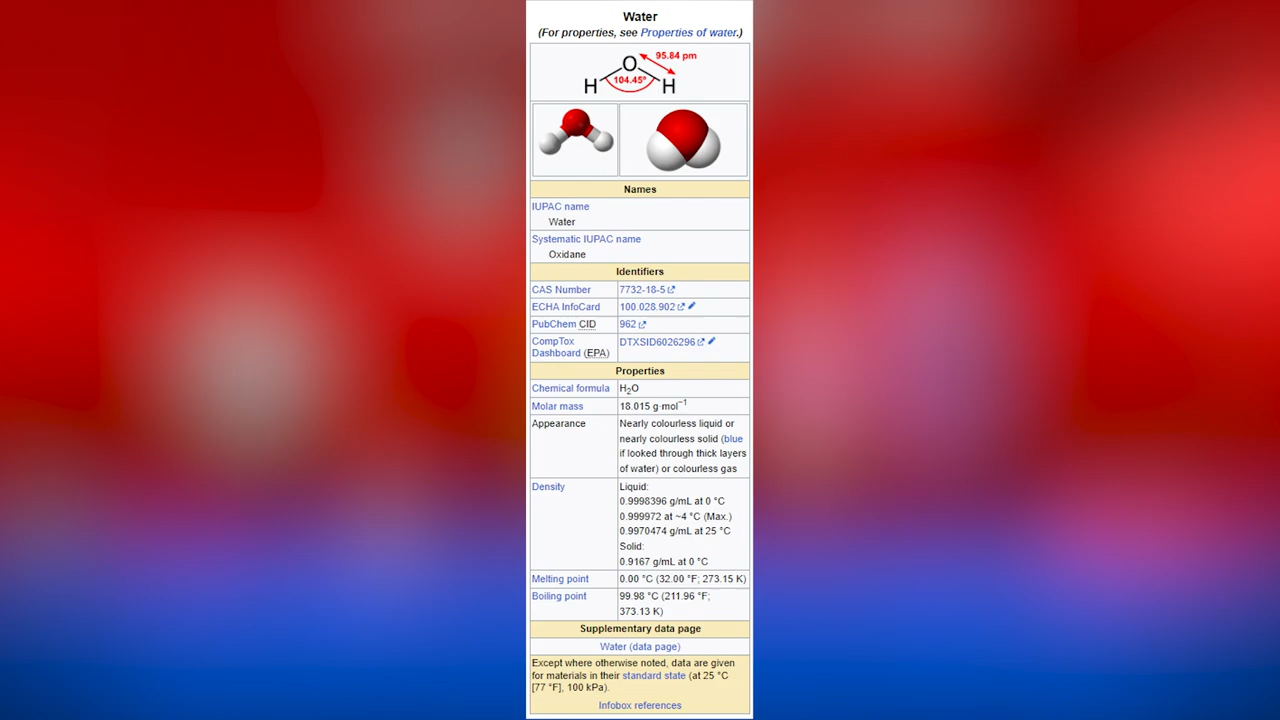 Water
(For properties, see Properties of water.)
95.84 pm
O
104.45°
H H
Names
IUPAC name
Water
Systematic IUPAC name
Oxidane
Identifiers
CAS Number 7732-18-5
ECHA InfoCard 100.028.902
PubChem CID 962
CompTox DTXSID6026296
Dashboard (EPA)
Properties
Chemical formula H₂O
Molar mass 18.015 g·mol⁻¹
Appearance Nearly colourless liquid or
nearly colourless solid (blue
if looked through thick layers
of water) or colourless gas
Density Liquid:
0.9998396 g/mL at 0 °C
0.999972 at ~4 °C (Max.)
0.9970474 g/mL at 25 °C
Solid:
0.9167 g/mL at 0 °C
Melting point 0.00 °C (32.00 °F; 273.15 K)
Boiling point 99.98 °C (211.96 °F;
373.13 K)
Supplementary data page
Water (data page)
Except where otherwise noted, data are given
for materials in their standard state (at 25 °C
[77 °F], 100 kPa).
Infobox references